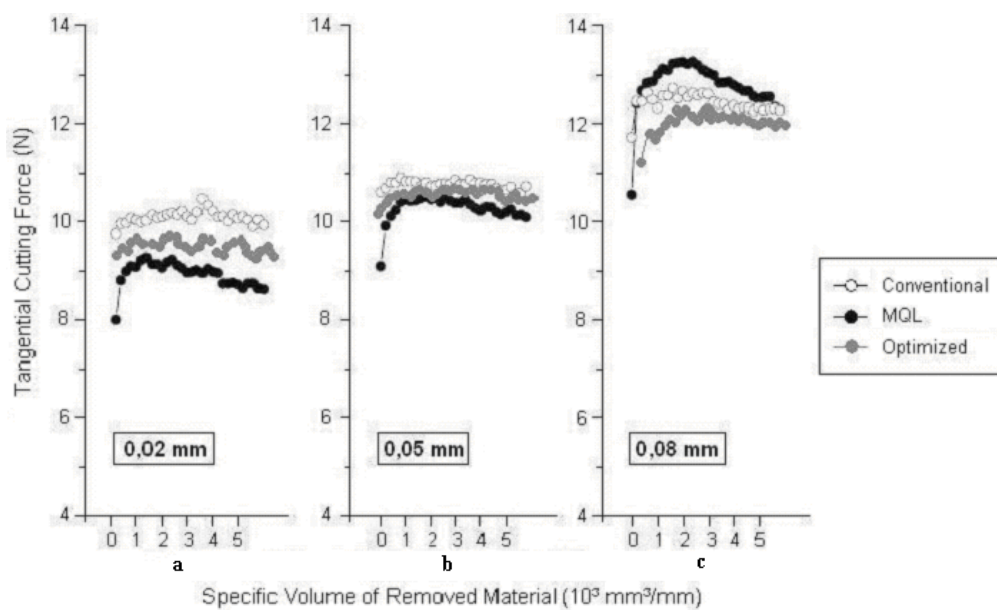 Tangential Cutting Force (N)
14
12
10
8
6
4
0,02 mm
0 1 2 3 4 5
a
14
12
10
8
6
4
0,05 mm
0 1 2 3 4 5
b
14
12
10
8
6
4
0,08 mm
0 1 2 3 4 5
c
Conventional
MQL
Optimized
Specific Volume of Removed Material (10³ mm³/mm)